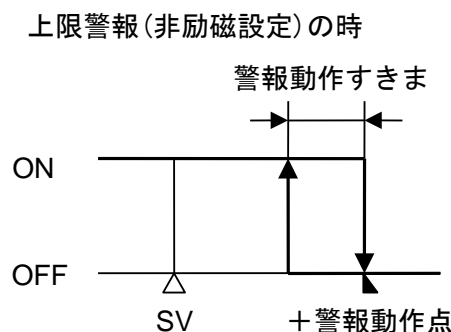 上限警報(非励磁設定)の時
警報動作すきま
ON
OFF
SV
+警報動作点